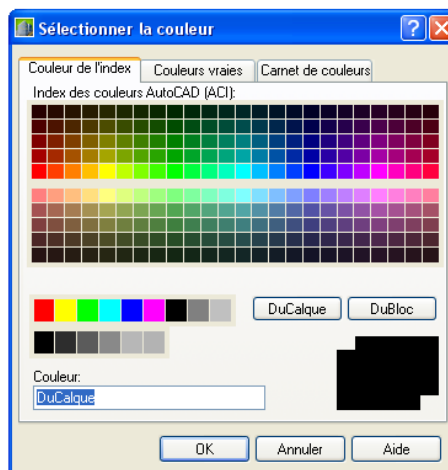 Sélectionner la couleur
Couleur de l'index
Couleurs vraies
Carnet de couleurs
Index des couleurs AutoCAD (ACI):
DuCalque
DuBloc
Couleur:
DuCalque
OK
Annuler
Aide